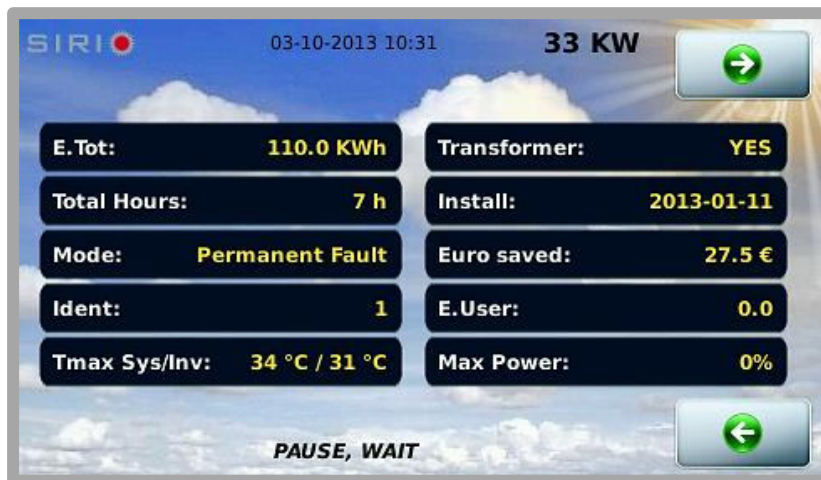 SIRIO
03-10-2013 10:31
33 KW
E.Tot: 110.0 KWh
Transformer: YES
Total Hours: 7 h
Install: 2013-01-11
Mode: Permanent Fault
Euro saved: 27.5 €
Ident: 1
E.User: 0.0
Tmax Sys/Inv: 34 °C / 31 °C
Max Power: 0%
PAUSE, WAIT